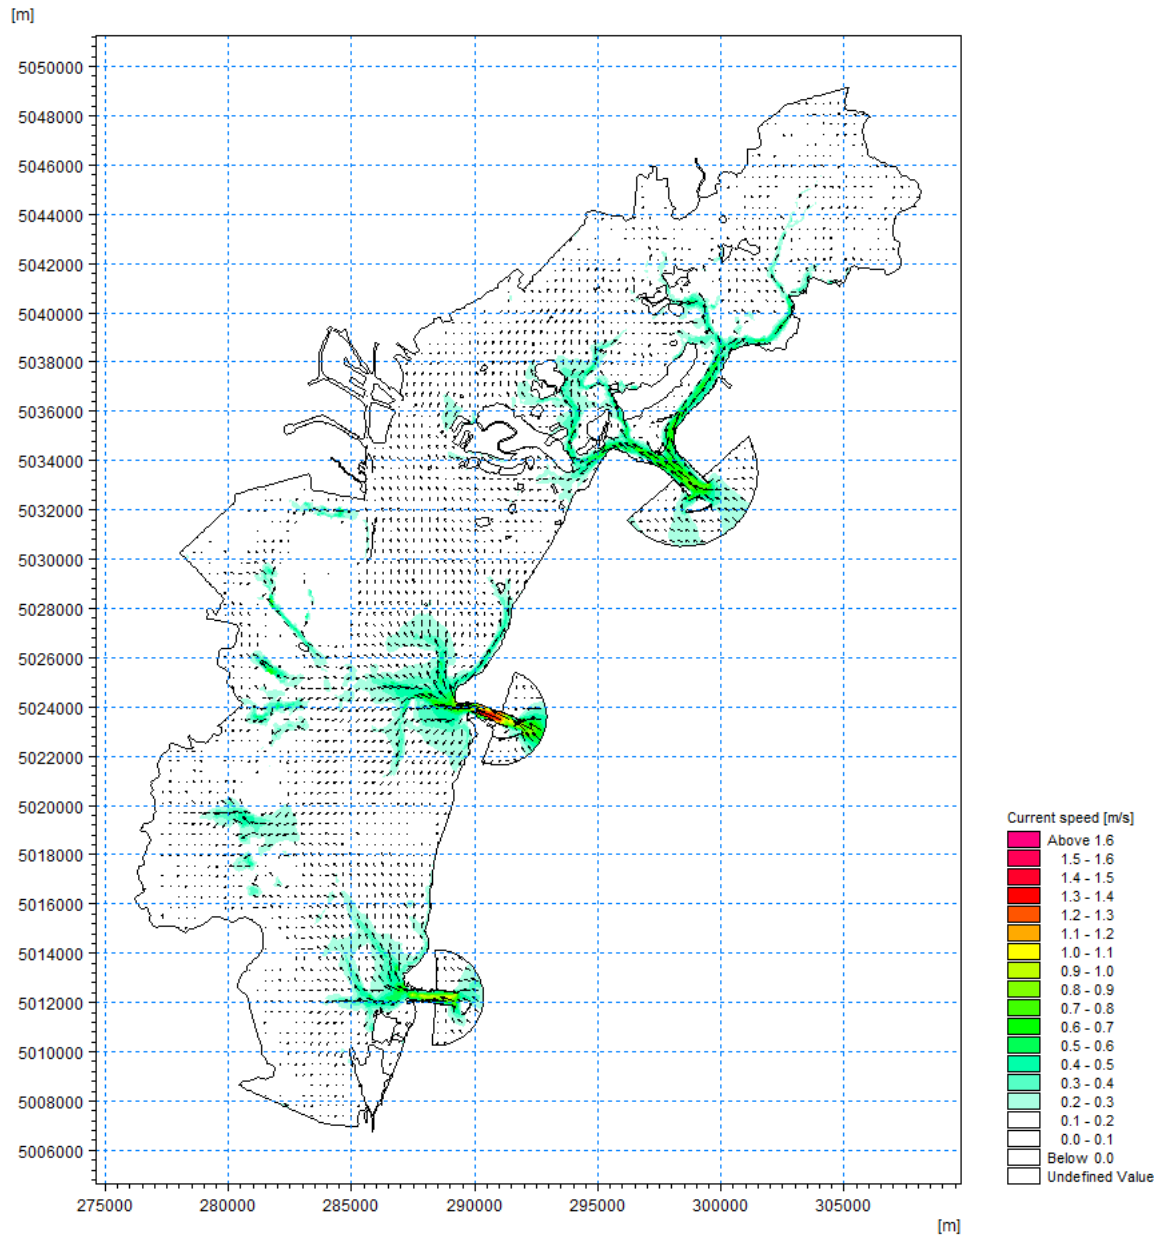 [m]
5050000
5048000
5046000
5044000
5042000
5040000
5038000
5036000
5034000
5032000
5030000
5028000
5026000
5024000
5022000
5020000
5018000
5016000
5014000
5012000
5010000
5008000
5006000
275000 280000 285000 290000 295000 300000 305000
[m]
Current speed [m/s]
Above 1.6
1.5 - 1.6
1.4 - 1.5
1.3 - 1.4
1.2 - 1.3
1.1 - 1.2
1.0 - 1.1
0.9 - 1.0
0.8 - 0.9
0.7 - 0.8
0.6 - 0.7
0.5 - 0.6
0.4 - 0.5
0.3 - 0.4
0.2 - 0.3
0.1 - 0.2
0.0 - 0.1
Below 0.0
Undefined Value